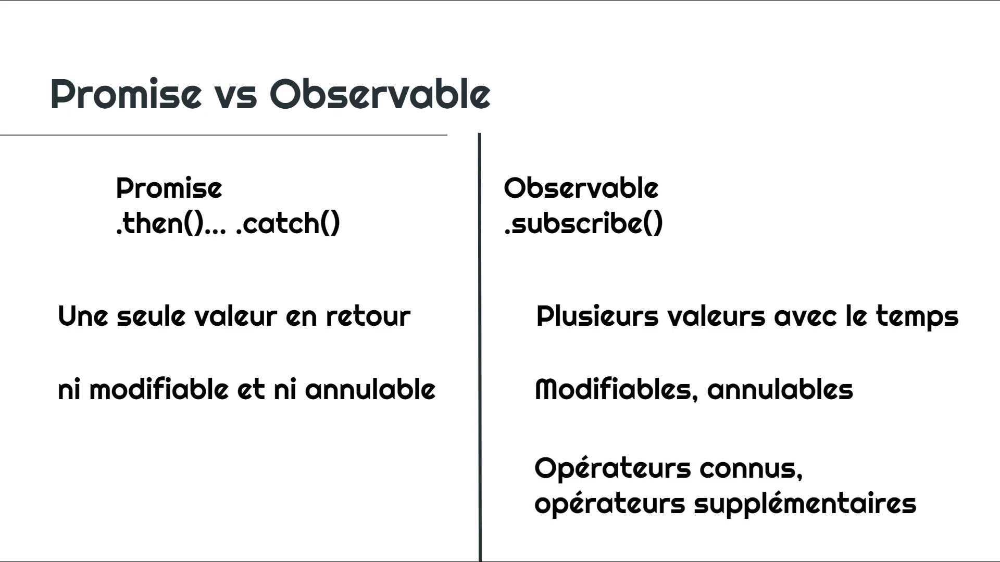 Promise vs Observable
Promise
.then()... .catch()
Une seule valeur en retour
ni modifiable et ni annulable
Observable
.subscribe()
Plusieurs valeurs avec le temps
Modifiables, annulables
Opérateurs connus,
opérateurs supplémentaires